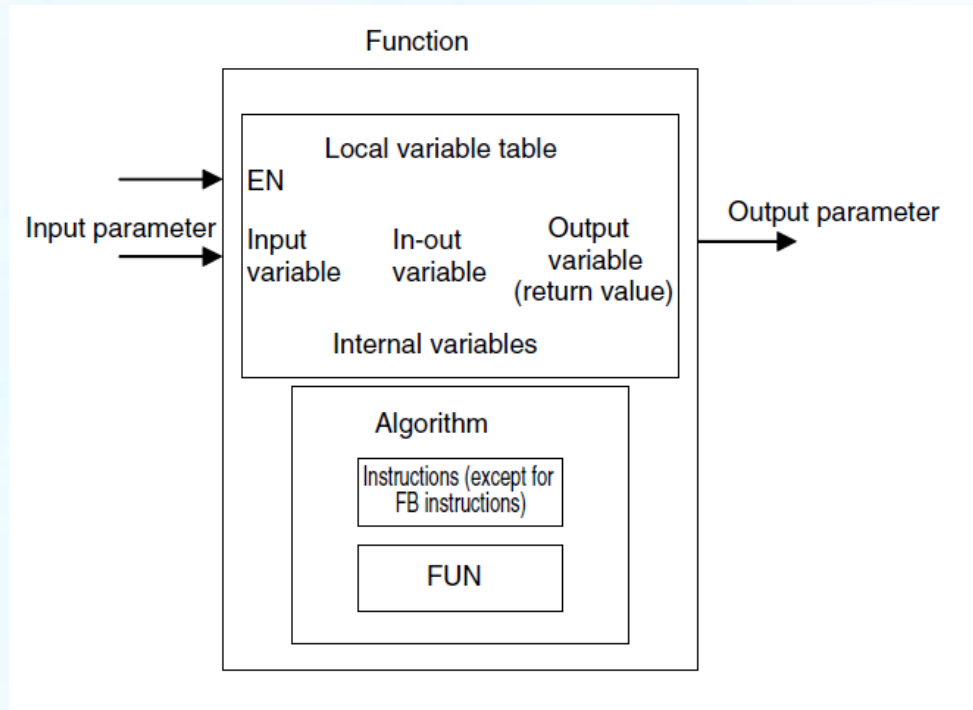 Function
Local variable table
EN
Input parameter
Input
variable
In-out
variable
Output
variable
(return value)
Output parameter
Internal variables
Algorithm
Instructions (except for
FB instructions)
FUN